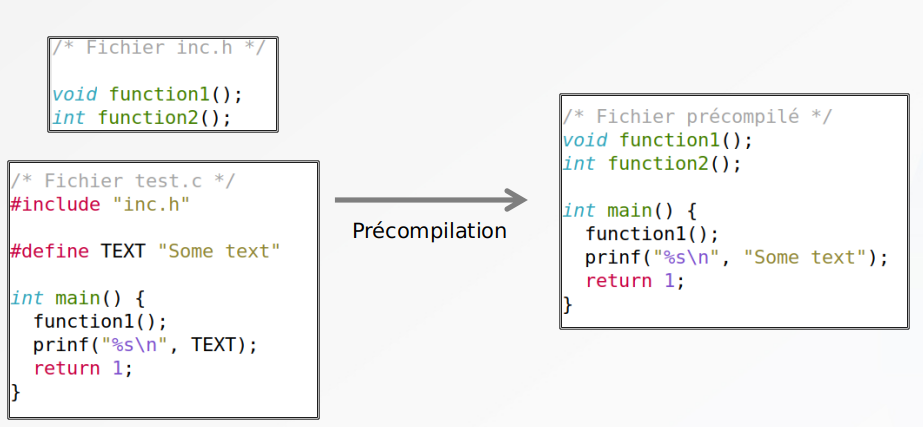 /* Fichier inc.h */
void function1();
int function2();
/* Fichier test.c */
#include "inc.h"
#define TEXT "Some text"
int main() {
function1();
prinf("%s\n", TEXT);
return 1;
}
Précompilation
/* Fichier précompilé */
void function1();
int function2();
int main() {
function1();
prinf("%s\n", "Some text");
return 1;
}